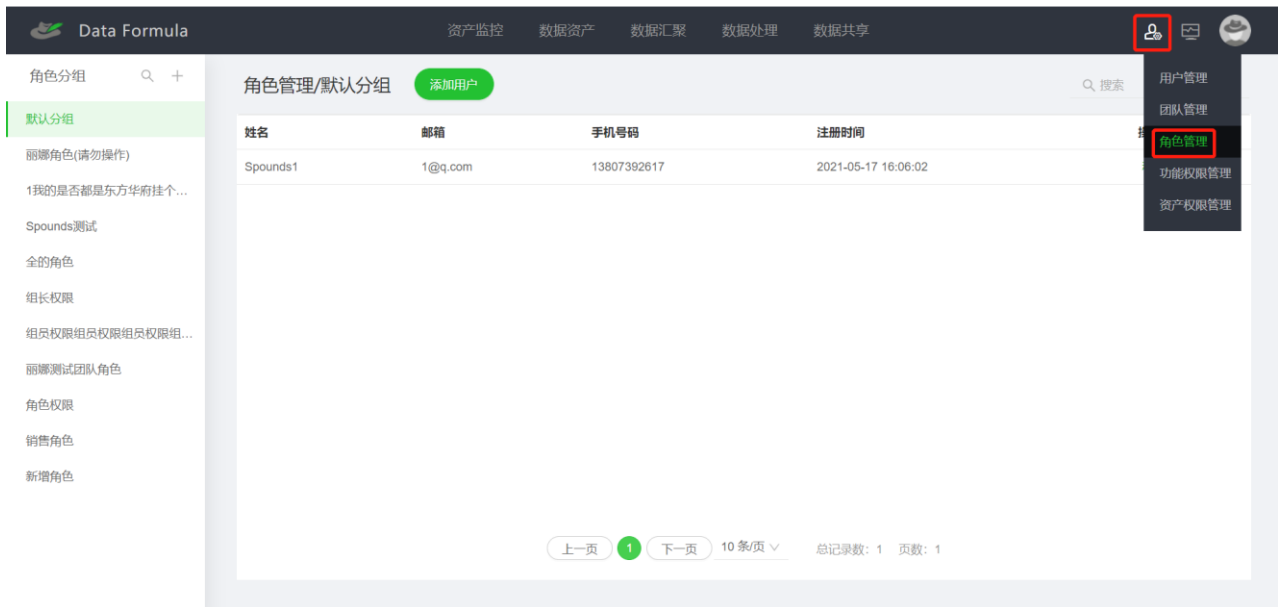 Data Formula
资产监控 数据资产 数据汇聚 数据处理 数据共享
角色分组
默认分组
丽娜角色(请勿操作)
1我的是否都是东方华府挂个...
Spounds测试
全的角色
组长权限
组员权限组员权限组员权限组...
丽娜测试团队角色
角色权限
销售角色
新增角色
角色管理/默认分组 添加用户 搜索
姓名 邮箱 手机号码 注册时间
Spounds1 1@q.com 13807392617 2021-05-17 16:06:02
用户管理
团队管理
角色管理
功能权限管理
资产权限管理
上一页 1 下一页 10 条/页 总记录数: 1 页数: 1